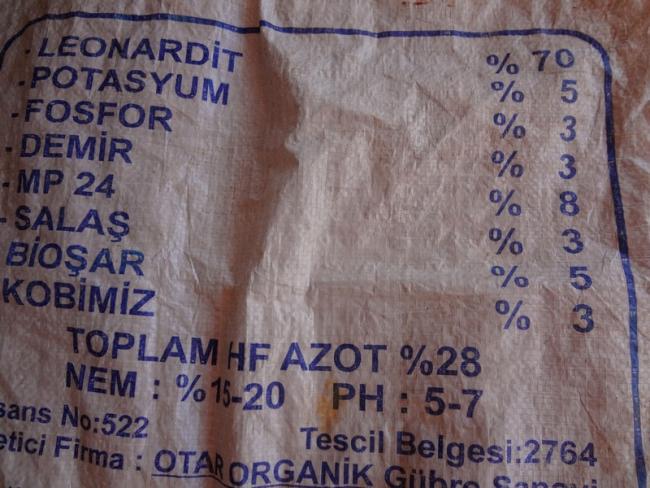 - LEONARDİT % 70
- POTASYUM % 5
- FOSFOR % 3
- DEMİR % 3
- MP 24 % 8
- SALAŞ % 3
BİOŞAR % 5
KOBİMİZ % 3
TOPLAM HF AZOT %28
NEM : %15-20 PH : 5-7
sans No:522 Tescil Belgesi:2764
etici Firma : OTAR ORGANİK Gübre Sanayi